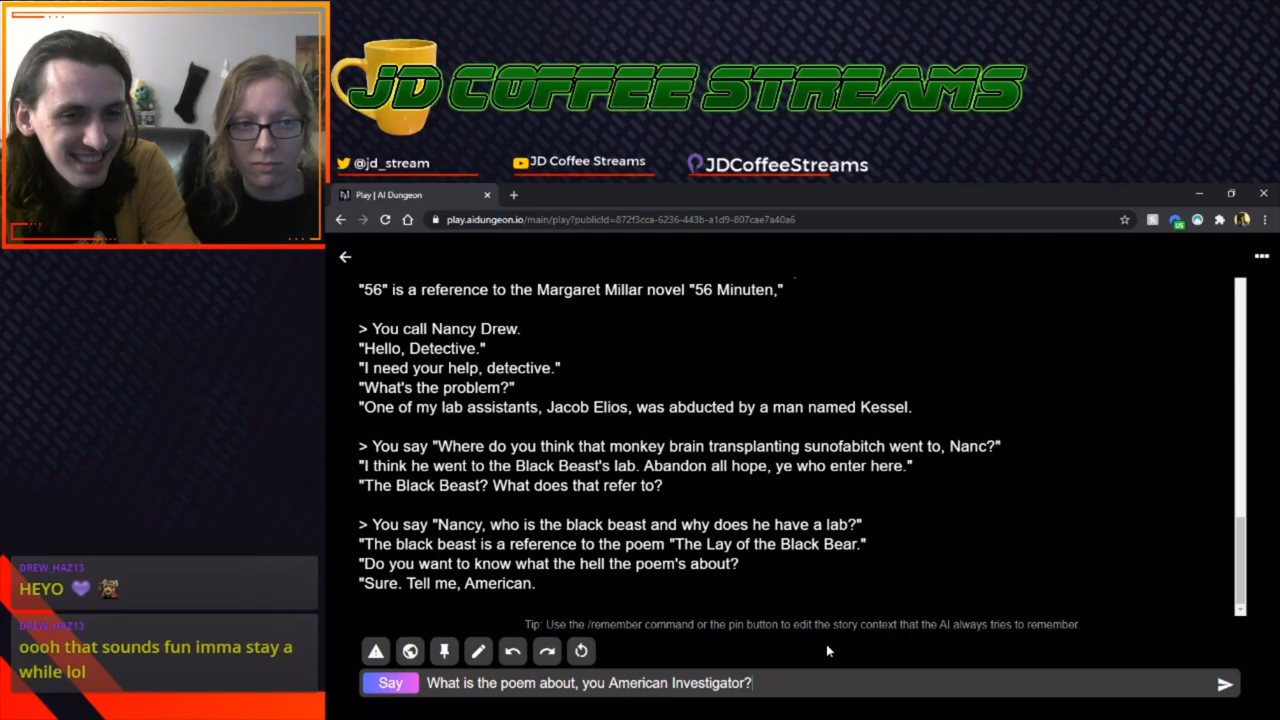 JD COFFEE STREAMS
@jd_stream
JD Coffee Streams
JDCoffeeStreams
Play | AI Dungeon
play.aidungeon.io/main/play?publicId=872f3cca-6236-443b-a1d9-807cae7a40a6
US
"56" is a reference to the Margaret Millar novel "56 Minuten,"
> You call Nancy Drew.
"Hello, Detective."
"I need your help, detective."
"What's the problem?"
"One of my lab assistants, Jacob Elios, was abducted by a man named Kessel.
> You say "Where do you think that monkey brain transplanting sunofabitch went to, Nanc?"
"I think he went to the Black Beast's lab. Abandon all hope, ye who enter here."
"The Black Beast? What does that refer to?
> You say "Nancy, who is the black beast and why does he have a lab?"
"The black beast is a reference to the poem "The Lay of the Black Bear."
"Do you want to know what the hell the poem's about?
"Sure. Tell me, American.
Tip: Use the /remember command or the pin button to edit the story context that the AI always tries to remember.
Say What is the poem about, you American Investigator?
DREW_HAZ13
HEYO
DREW_HAZ13
oooh that sounds fun imma stay a
while lol